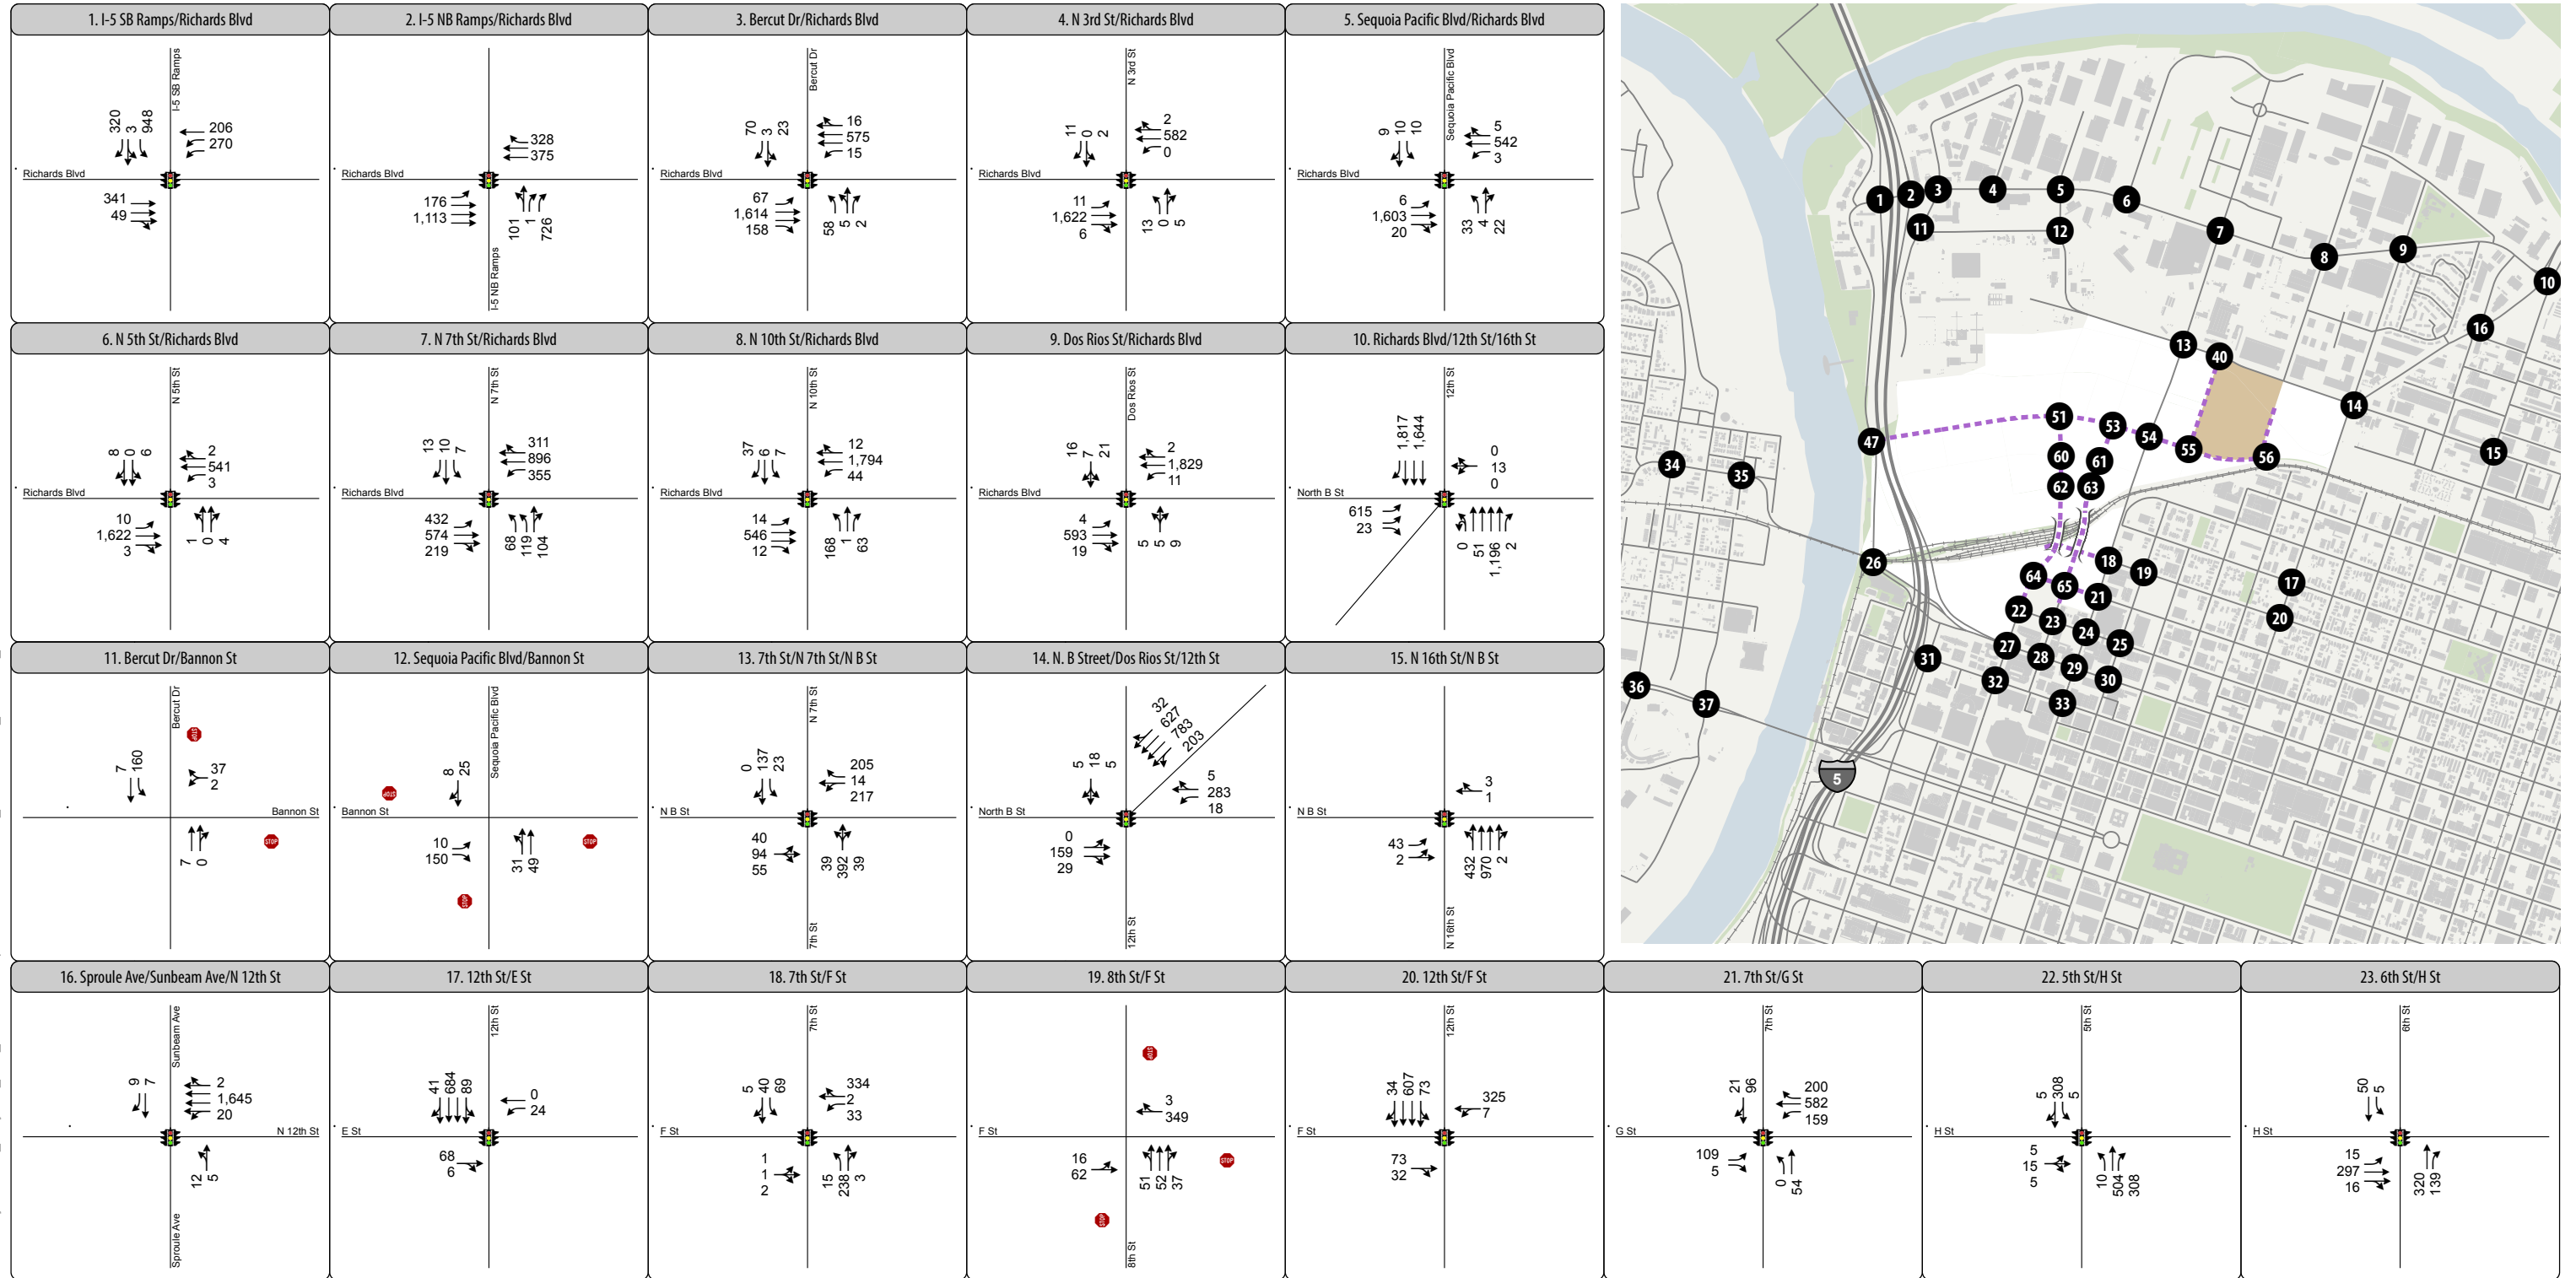 1. I-5 SB Ramps/Richards Blvd
I-5 SB Ramps
320 3 948
206
270
Richards Blvd
341
49
2. I-5 NB Ramps/Richards Blvd
328
375
Richards Blvd
176
1,113
101 1 726
I-5 NB Ramps
3. Bercut Dr/Richards Blvd
Bercut Dr
70 3 23
16
575
15
Richards Blvd
67
1,614
158
58 5 2
4. N 3rd St/Richards Blvd
N 3rd St
11 0 2
2
582
0
Richards Blvd
11
1,622
6
13 0 5
5. Sequoia Pacific Blvd/Richards Blvd
Sequoia Pacific Blvd
9 10 10
5
542
3
Richards Blvd
6
1,603
20
33 4 22
6. N 5th St/Richards Blvd
N 5th St
8 0 6
2
541
3
Richards Blvd
10
1,622
3
1 0 4
7. N 7th St/Richards Blvd
N 7th St
13 10 7
311
896
355
Richards Blvd
432
574
219
68 119 104
8. N 10th St/Richards Blvd
N 10th St
37 6 7
12
1,794
44
Richards Blvd
14
546
12
168 1 63
9. Dos Rios St/Richards Blvd
Dos Rios St
16 7 21
2
1,829
11
Richards Blvd
4
593
19
5 5 9
10. Richards Blvd/12th St/16th St
12th St
1,817 1,644
0
13
0
North B St
615
23
0 51 1,196 2
11. Bercut Dr/Bannon St
Bercut Dr
STOP
7 160
37
2
Bannon St
7 0
STOP
12. Sequoia Pacific Blvd/Bannon St
Sequoia Pacific Blvd
8 25
STOP
Bannon St
10
150
31 49
STOP
STOP
13. 7th St/N 7th St/N B St
N 7th St
0 137 23
205
14
217
N B St
40
94
55
39 392 39
7th St
14. N. B Street/Dos Rios St/12th St
32 627 783 203
5 18 5
5
283
18
North B St
0
159
29
12th St
15. N 16th St/N B St
3
1
N B St
43
2
432 970 2
N 16th St
16. Sproule Ave/Sunbeam Ave/N 12th St
Sunbeam Ave
9 7
2
1,645
20
N 12th St
12 5
Sproule Ave
17. 12th St/E St
12th St
41 684 89
0
24
E St
68
6
18. 7th St/F St
7th St
5 40 69
334
2
33
F St
1
1
2
15 238 3
19. 8th St/F St
STOP
3
349
F St
16
62
51 52 37
STOP
STOP
8th St
20. 12th St/F St
12th St
34 607 73
325
7
F St
73
32
21. 7th St/G St
7th St
21 96
200
582
159
G St
109
5
0 54
22. 5th St/H St
5th St
5 308 5
H St
5
15
5
10 504 308
23. 6th St/H St
6th St
50 5
H St
15
297
16
320 139
1 2 3 4 5 6
11 12 7 8 9 10
13 40 16
14 15
47 51 53 54 55 56
34 35 60 61 62 63
26 64 65 18 19 21
22 23 24 25 17 20
31 27 28 29 30 32 33
36 37
5